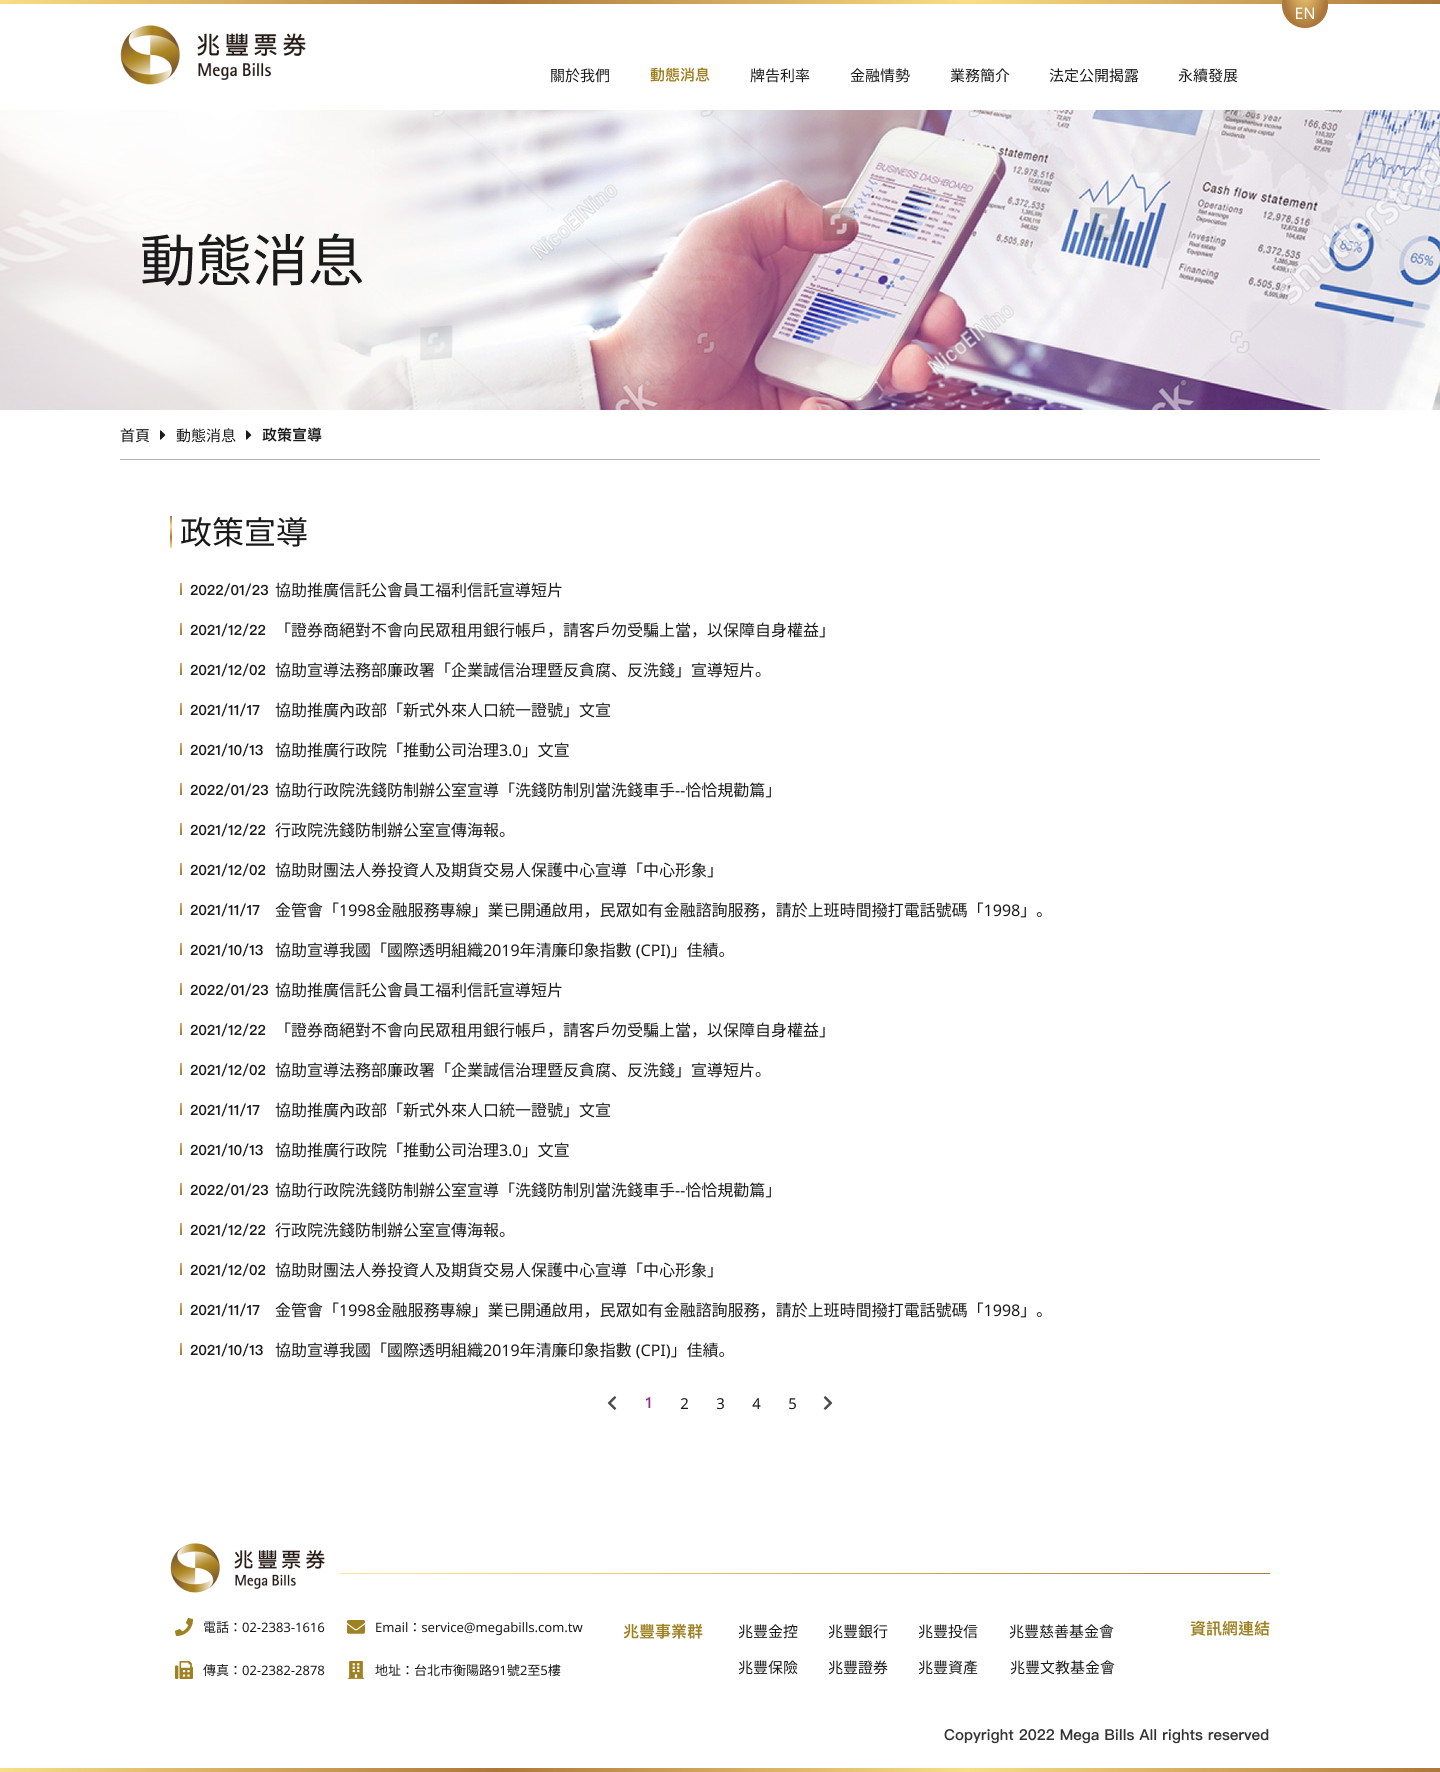 EN
兆豐票券
Mega Bills
關於我們 動態消息 牌告利率 金融情勢 業務簡介 法定公開揭露 永續發展
動態消息
BUSINESS DASHBOARD
Cash flow statement
NicoElNino
NicoElNino
首頁 動態消息 政策宣導
政策宣導
2022/01/23 協助推廣信託公會員工福利信託宣導短片
2021/12/22 「證券商絕對不會向民眾租用銀行帳戶，請客戶勿受騙上當，以保障自身權益」
2021/12/02 協助宣導法務部廉政署「企業誠信治理暨反貪腐、反洗錢」宣導短片。
2021/11/17 協助推廣內政部「新式外來人口統一證號」文宣
2021/10/13 協助推廣行政院「推動公司治理3.0」文宣
2022/01/23 協助行政院洗錢防制辦公室宣導「洗錢防制別當洗錢車手--恰恰規勸篇」
2021/12/22 行政院洗錢防制辦公室宣傳海報。
2021/12/02 協助財團法人券投資人及期貨交易人保護中心宣導「中心形象」
2021/11/17 金管會「1998金融服務專線」業已開通啟用，民眾如有金融諮詢服務，請於上班時間撥打電話號碼「1998」。
2021/10/13 協助宣導我國「國際透明組織2019年清廉印象指數 (CPI)」佳績。
2022/01/23 協助推廣信託公會員工福利信託宣導短片
2021/12/22 「證券商絕對不會向民眾租用銀行帳戶，請客戶勿受騙上當，以保障自身權益」
2021/12/02 協助宣導法務部廉政署「企業誠信治理暨反貪腐、反洗錢」宣導短片。
2021/11/17 協助推廣內政部「新式外來人口統一證號」文宣
2021/10/13 協助推廣行政院「推動公司治理3.0」文宣
2022/01/23 協助行政院洗錢防制辦公室宣導「洗錢防制別當洗錢車手--恰恰規勸篇」
2021/12/22 行政院洗錢防制辦公室宣傳海報。
2021/12/02 協助財團法人券投資人及期貨交易人保護中心宣導「中心形象」
2021/11/17 金管會「1998金融服務專線」業已開通啟用，民眾如有金融諮詢服務，請於上班時間撥打電話號碼「1998」。
2021/10/13 協助宣導我國「國際透明組織2019年清廉印象指數 (CPI)」佳績。
1 2 3 4 5
兆豐票券
Mega Bills
電話：02-2383-1616 Email：service@megabills.com.tw
傳真：02-2382-2878 地址：台北市衡陽路91號2至5樓
兆豐事業群 兆豐金控 兆豐銀行 兆豐投信 兆豐慈善基金會
兆豐保險 兆豐證券 兆豐資產 兆豐文教基金會
資訊網連結
Copyright 2022 Mega Bills All rights reserved